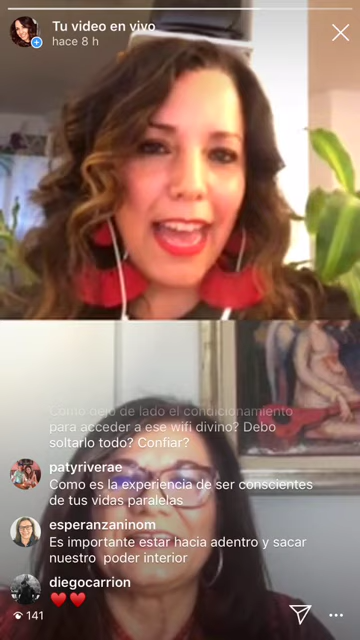 Tu video en vivo
hace 8 h
Cómo dejo de lado el condicionamiento
para acceder a ese wifi divino? Debo
soltarlo todo? Confiar?
patyriverae
Como es la experiencia de ser conscientes
de tus vidas paralelas
esperanzaninom
Es importante estar hacia adentro y sacar
nuestro poder interior
diegocarrion
❤️❤️
141